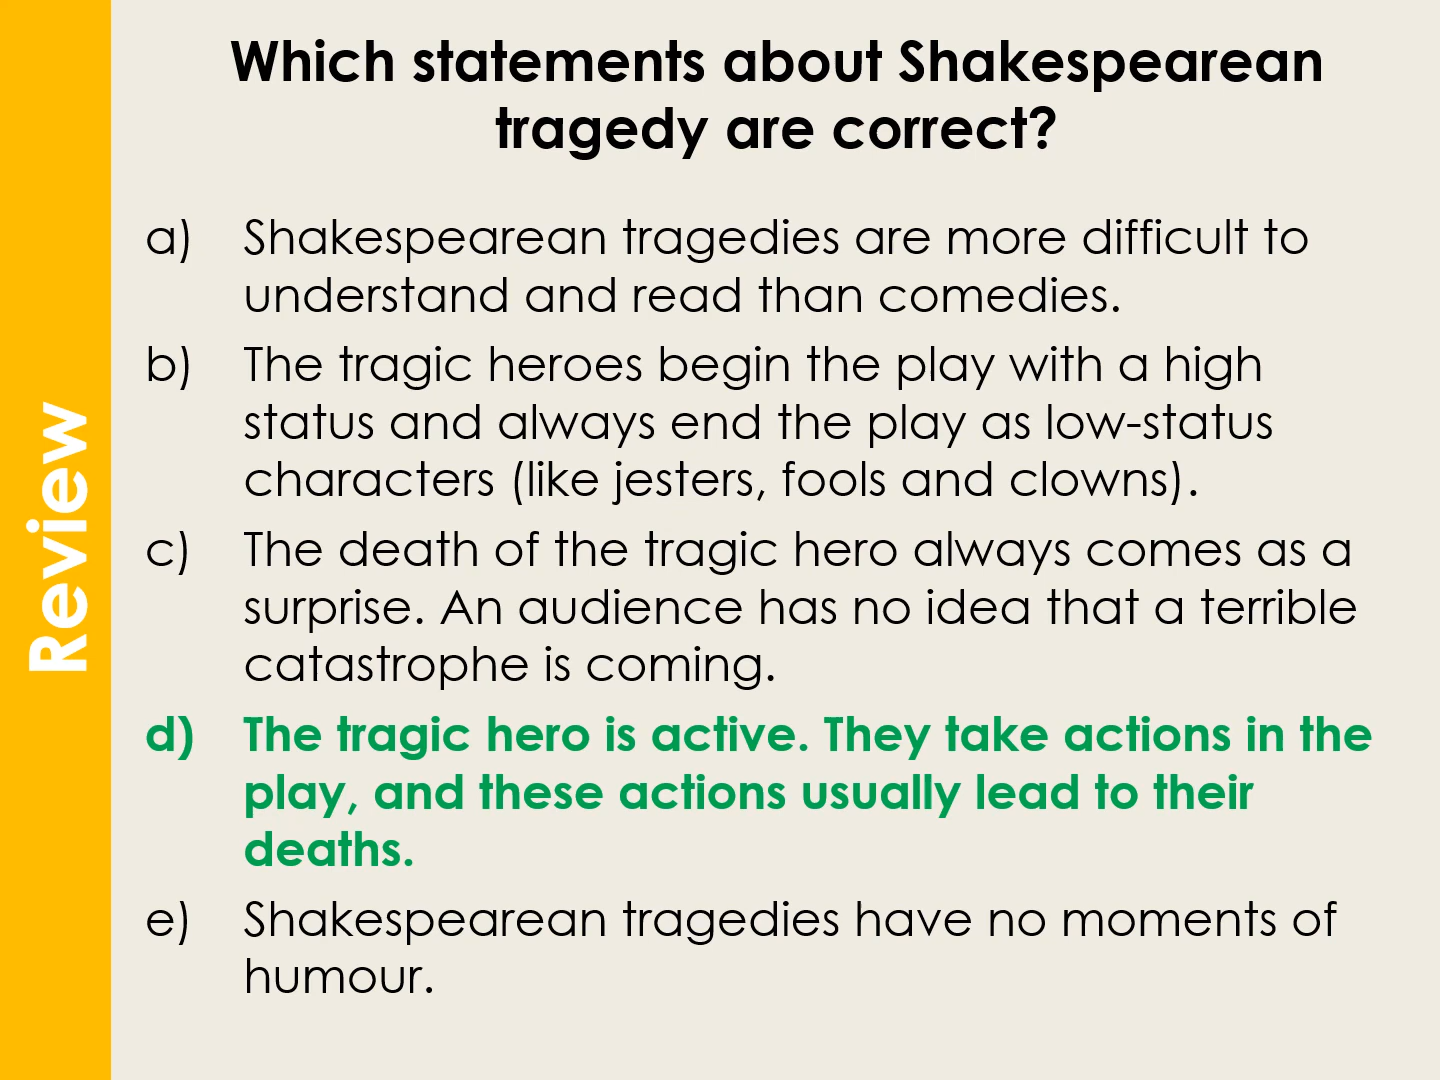 Review
Which statements about Shakespearean
tragedy are correct?
a) Shakespearean tragedies are more difficult to
understand and read than comedies.
b) The tragic heroes begin the play with a high
status and always end the play as low-status
characters (like jesters, fools and clowns).
c) The death of the tragic hero always comes as a
surprise. An audience has no idea that a terrible
catastrophe is coming.
d) The tragic hero is active. They take actions in the
play, and these actions usually lead to their
deaths.
e) Shakespearean tragedies have no moments of
humour.